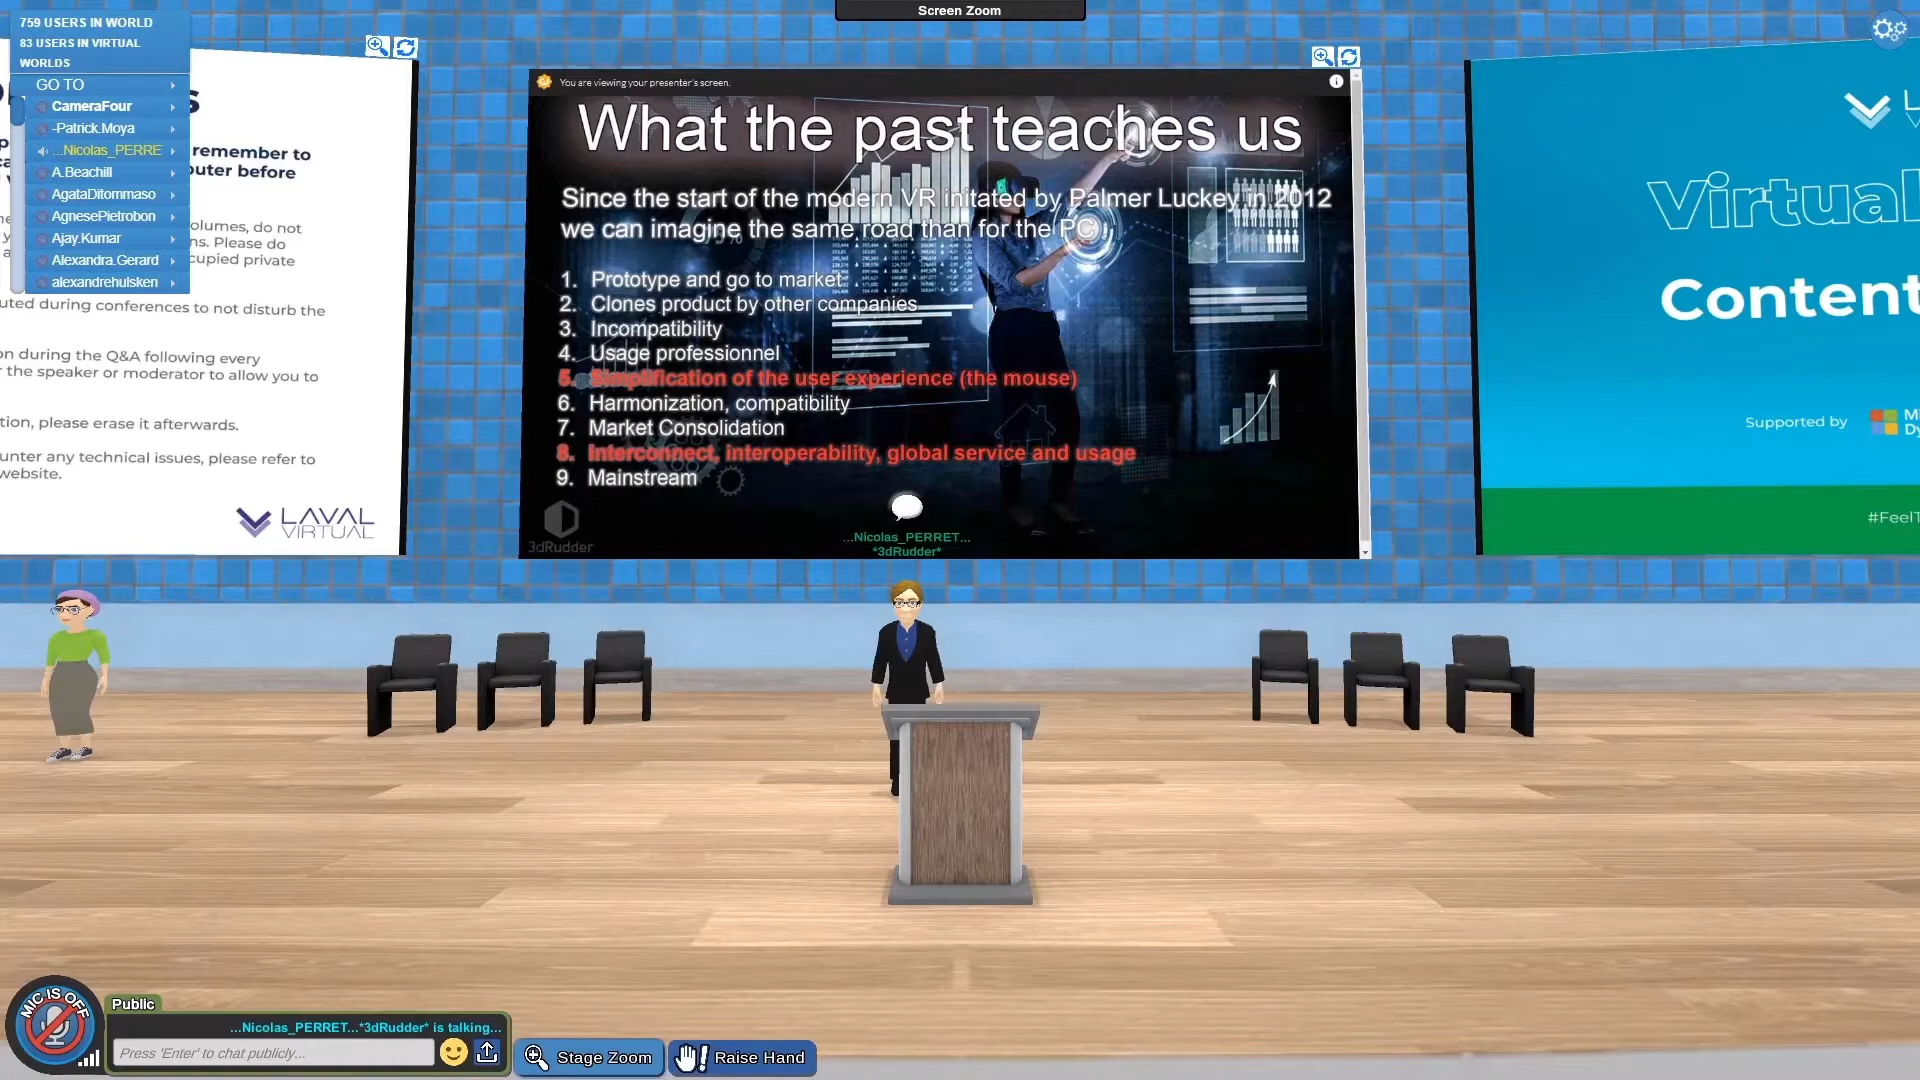 Screen Zoom
759 USERS IN WORLD
83 USERS IN VIRTUAL
WORLDS
GO TO
CameraFour
-Patrick.Moya
...Nicolas_PERRE
A.Beachill
AgataDitommaso
AgnesePietrobon
Ajay.Kumar
Alexandra.Gerard
alexandrehulsken
remember to
outer before
olumes, do not
ns. Please do
cupied private
uted during conferences to not disturb the
on during the Q&A following every
r the speaker or moderator to allow you to
tion, please erase it afterwards.
unter any technical issues, please refer to
website.
LAVAL
VIRTUAL
You are viewing your presenter's screen.
What the past teaches us
Since the start of the modern VR initated by Palmer Luckey in 2012
we can imagine the same road than for the PC :
1. Prototype and go to market
2. Clones product by other companies
3. Incompatibility
4. Usage professionnel
5. Simplification of the user experience (the mouse)
6. Harmonization, compatibility
7. Market Consolidation
8. Interconnect, interoperability, global service and usage
9. Mainstream
3dRudder
...Nicolas_PERRET...
*3dRudder*
Virtual
Content
Supported by
#FeelT
MIC IS OFF
Public
...Nicolas_PERRET...*3dRudder* is talking...
Press 'Enter' to chat publicly...
Stage Zoom
Raise Hand